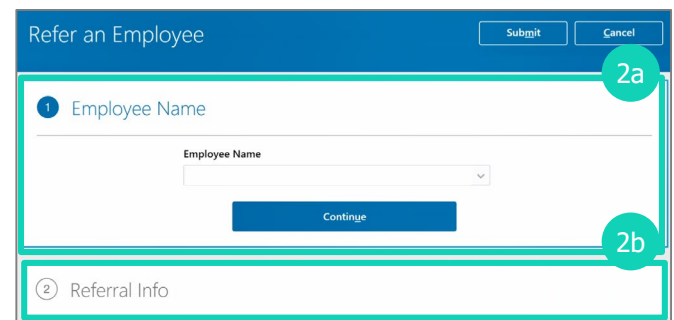 Refer an Employee
Submit
Cancel
2a
1 Employee Name
Employee Name
Continue
2b
2 Referral Info